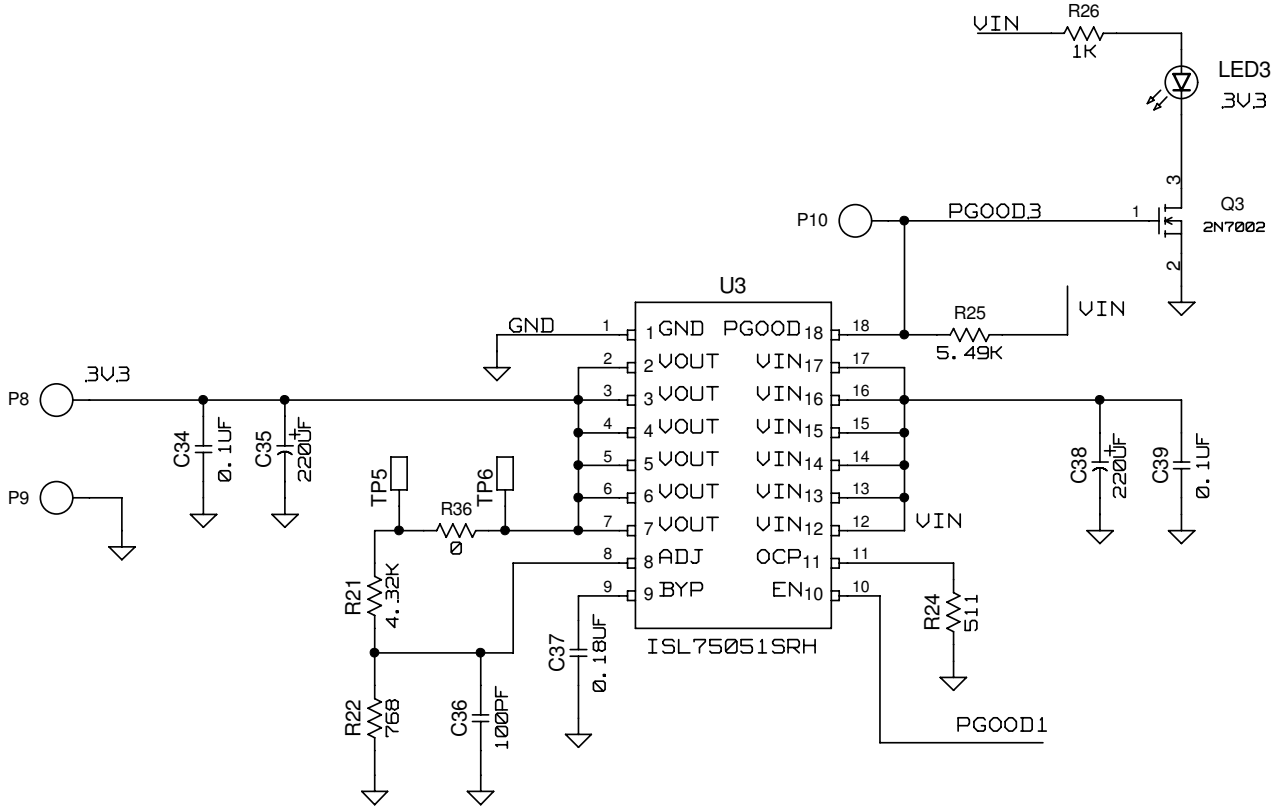 VIN
R26
1K
LED3
3V3
3
P10
PGOOD3
1
Q3
2N7002
2
U3
GND
1
1 GND
PGOOD 18
18
R25
5.49K
VIN
2
2 VOUT
VIN 17
17
P8
3V3
3
3 VOUT
VIN 16
16
C34
0.1UF
C35
+
220UF
4
4 VOUT
VIN 15
15
C38
+
220UF
C39
0.1UF
5
5 VOUT
VIN 14
14
P9
TP5
TP6
6
6 VOUT
VIN 13
13
R36
0
7
7 VOUT
VIN 12
12
VIN
8
8 ADJ
OCP 11
11
R21
4.32K
9
9 BYP
EN 10
10
R24
511
C37
0.18UF
ISL75051SRH
R22
768
C36
100PF
PGOOD1